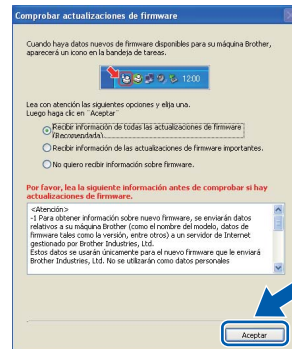 Comprobar actualizaciones de firmware
Cuando haya datos nuevos de firmware disponibles para su máquina Brother,
aparecerá un icono en la bandeja de tareas.
12:00
Lea con atención las siguientes opciones y elija una.
Luego haga clic en ¨Aceptar¨
Recibir información de todas las actualizaciones de firmware
(Recomendada)
Recibir información de las actualizaciones de firmware importantes.
No quiero recibir información sobre firmware.
Por favor, lea la siguiente información antes de comprobar si hay
actualizaciones de firmware.
<Atención>
-1 Para obtener información sobre nuevo firmware, se enviarán datos
relativos a su máquina Brother (como el nombre del modelo, datos de
firmware tales como la versión, entre otros) a un servidor de Internet
gestionado por Brother Industries, Ltd.
Estos datos se usarán únicamente para el nuevo firmware que le enviará
Brother Industries, Ltd. No se utilizarán como datos personales
Aceptar